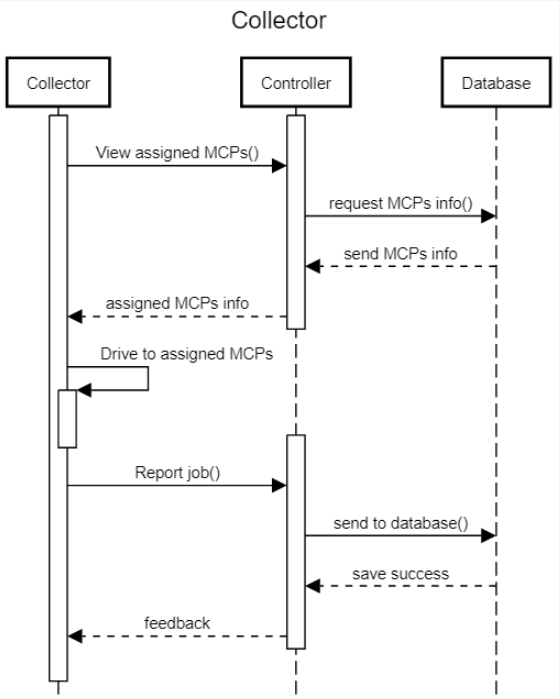 Collector
Collector
Controller
Database
View assigned MCPs()
request MCPs info()
send MCPs info
assigned MCPs info
Drive to assigned MCPs
Report job()
send to database()
save success
feedback